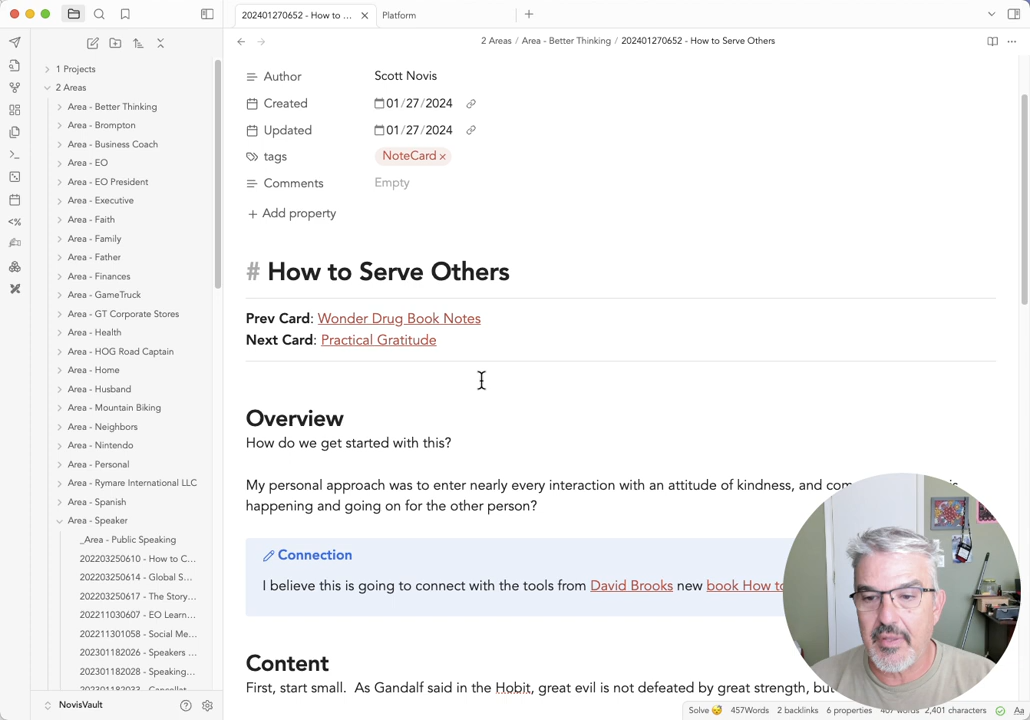 202401270652 - How to ...
Platform
2 Areas / Area - Better Thinking / 202401270652 - How to Serve Others
1 Projects
2 Areas
Area - Better Thinking
Area - Brompton
Area - Business Coach
Area - EO
Area - EO President
Area - Executive
Area - Faith
Area - Family
Area - Father
Area - Finances
Area - GameTruck
Area - GT Corporate Stores
Area - Health
Area - HOG Road Captain
Area - Home
Area - Husband
Area - Mountain Biking
Area - Neighbors
Area - Nintendo
Area - Personal
Area - Rymare International LLC
Area - Spanish
Area - Speaker
_Area - Public Speaking
202203250610 - How to C...
202203250614 - Global S...
202203250617 - The Story...
202211030607 - EO Learn...
202211301058 - Social Me...
202301182026 - Speakers ...
202301182028 - Speaking...
202301182033 - Cancellat...
NovisVault
Author Scott Novis
Created 01/27/2024
Updated 01/27/2024
tags NoteCard ×
Comments Empty
+ Add property
# How to Serve Others
Prev Card: Wonder Drug Book Notes
Next Card: Practical Gratitude
Overview
How do we get started with this?
My personal approach was to enter nearly every interaction with an attitude of kindness, and
happening and going on for the other person?
Connection
I believe this is going to connect with the tools from David Brooks new book How to
Content
First, start small. As Gandalf said in the Hobit, great evil is not defeated by great strength, but
Solve 457Words 2 backlinks 6 properties 407 words 2,401 characters
Aa